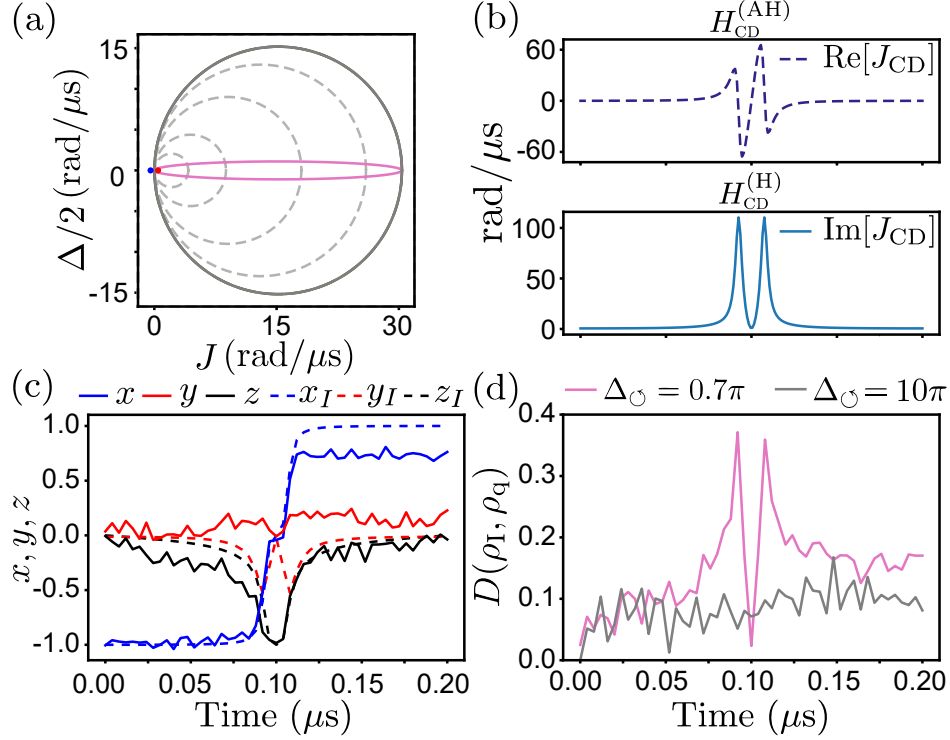 (a)
15
0
-15
Δ/2 (rad/μs)
0 15 30
J (rad/μs)
(b)
H_CD^(AH)
60
0
-60
Re[J_CD]
rad/μs
H_CD^(H)
100
50
0
Im[J_CD]
(c)
x y z x_I y_I z_I
1.0
0.5
0.0
-0.5
-1.0
x, y, z
0.00 0.05 0.10 0.15 0.20
Time (μs)
(d)
Δ↺ = 0.7π Δ↺ = 10π
0.4
0.3
0.2
0.1
0.0
D(ρ_I, ρ_q)
0.00 0.05 0.10 0.15 0.20
Time (μs)